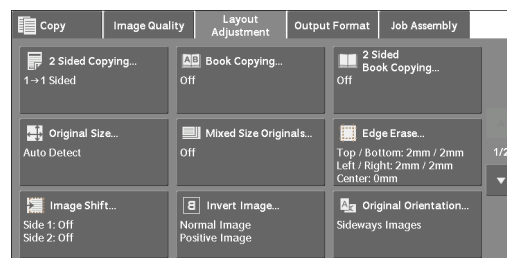 Copy
Image Quality
Layout
Adjustment
Output Format
Job Assembly
2 Sided Copying...
1→1 Sided
AB Book Copying...
Off
2 Sided
Book Copying...
Off
Original Size...
Auto Detect
Mixed Size Originals...
Off
Edge Erase...
Top / Bottom: 2mm / 2mm
Left / Right: 2mm / 2mm
Center: 0mm
1/2
Image Shift...
Side 1: Off
Side 2: Off
Invert Image...
Normal Image
Positive Image
Original Orientation...
Sideways Images